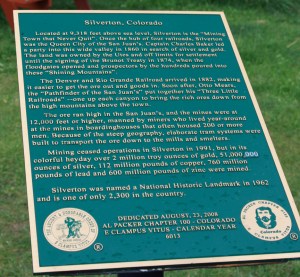 Silverton, Colorado
Located at 9,318 feet above sea level, Silverton is the "Mining
Town that Never Quit". Once the hub of four railroads, Silverton
was the Queen City of the San Juan's. Captain Charles Baker led
a party into this wide valley in 1860 in search of silver and gold.
The land was owned by the Utes and off limits for settlement
until the signing of the Brunot Treaty in 1874, when the
floodgates opened and prospectors by the hundreds poured into
these "Shining Mountains"
The Denver and Rio Grande Railroad arrived in 1882, making
it easier to get the ore out and goods in. Soon after, Otto Mears,
the "Pathfinder of the San Juan's" put together his "Three Little
Railroads"—one up each canyon to bring the rich ores down from
the high mountains above the town.
The ore ran high in the San Juan's, and the mines were at
12,000 feet or higher, manned by miners who lived year-around
at the mines in boardinghouses that often housed 200 or more
men. Because of the steep geography, elaborate tram systems were
built to transport the ore down to the mills and smelters.
Mining ceased operations in Silverton in 1991, but in its
colorful heyday over 2 million troy ounces of gold, 51,000,000
ounces of silver, 112 million pounds of copper, 760 million
pounds of lead and 600 million pounds of zinc were mined.
Silverton was named a National Historic Landmark in 1962
and is one of only 2,300 in the country.
DEDICATED AUGUST, 23, 2008
AL PACKER CHAPTER 100 - COLORADO
E CLAMPUS VITUS - CALENDAR YEAR
6013